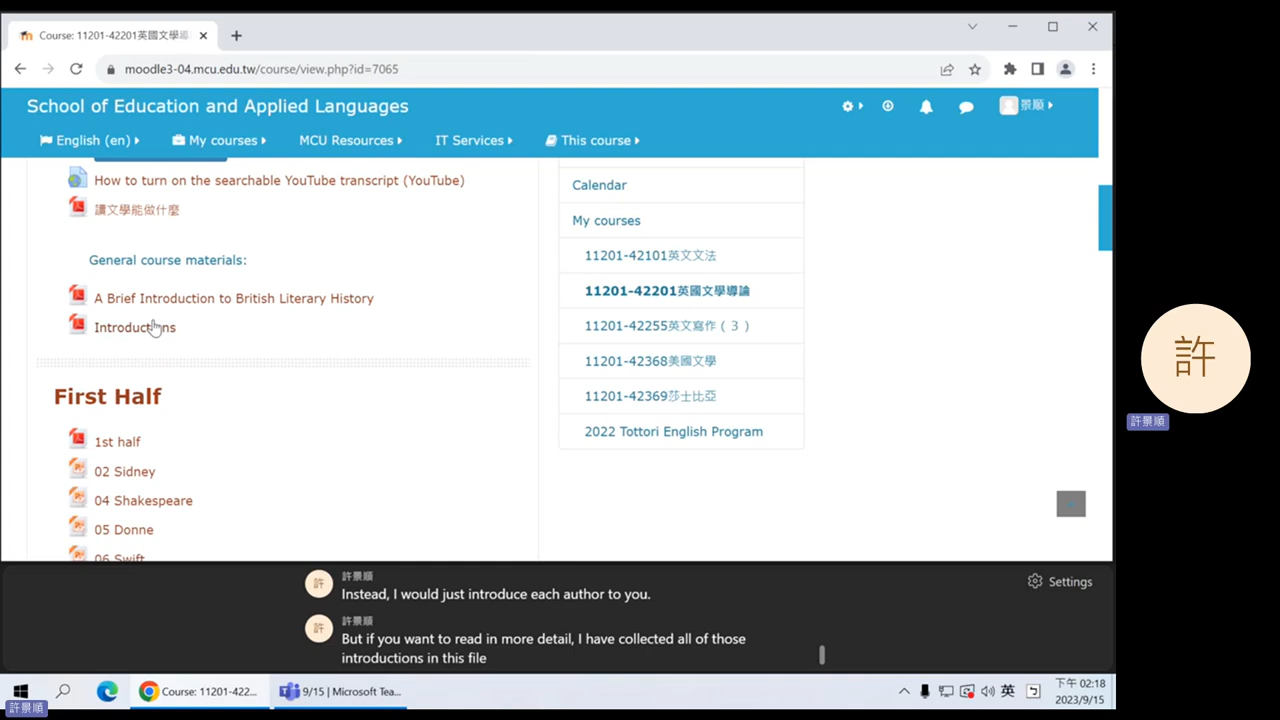 Course: 11201-42201英國文學導
moodle3-04.mcu.edu.tw/course/view.php?id=7065
School of Education and Applied Languages
景順
English (en)
My courses
MCU Resources
IT Services
This course
How to turn on the searchable YouTube transcript (YouTube)
讀文學能做什麼
General course materials:
A Brief Introduction to British Literary History
Introductions
First Half
1st half
02 Sidney
04 Shakespeare
05 Donne
06 Swift
Calendar
My courses
11201-42101英文文法
11201-42201英國文學導論
11201-42255英文寫作 ( 3 )
11201-42368美國文學
11201-42369莎士比亞
2022 Tottori English Program
許
許景順
許
許景順
Instead, I would just introduce each author to you.
許
許景順
But if you want to read in more detail, I have collected all of those
introductions in this file
Settings
Course: 11201-422...
9/15 | Microsoft Tea...
英
下午 02:18
2023/9/15
許景順